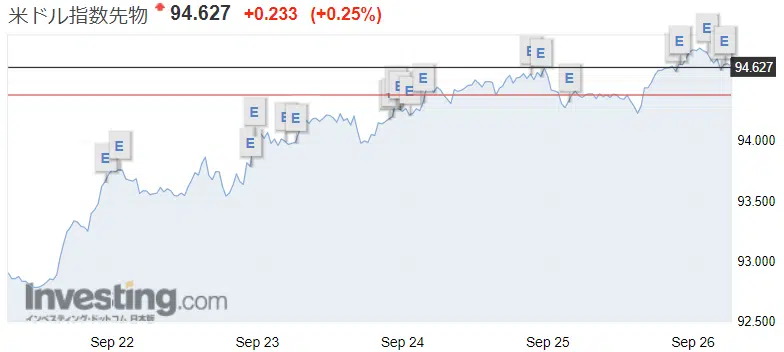 米ドル指数先物 94.627 +0.233 (+0.25%)
E E E E E E E E E E E E E E E E
94.627
94.000
93.500
93.000
92.500
Investing.com
インベスティング・ドットコム 日本版
Sep 22 Sep 23 Sep 24 Sep 25 Sep 26